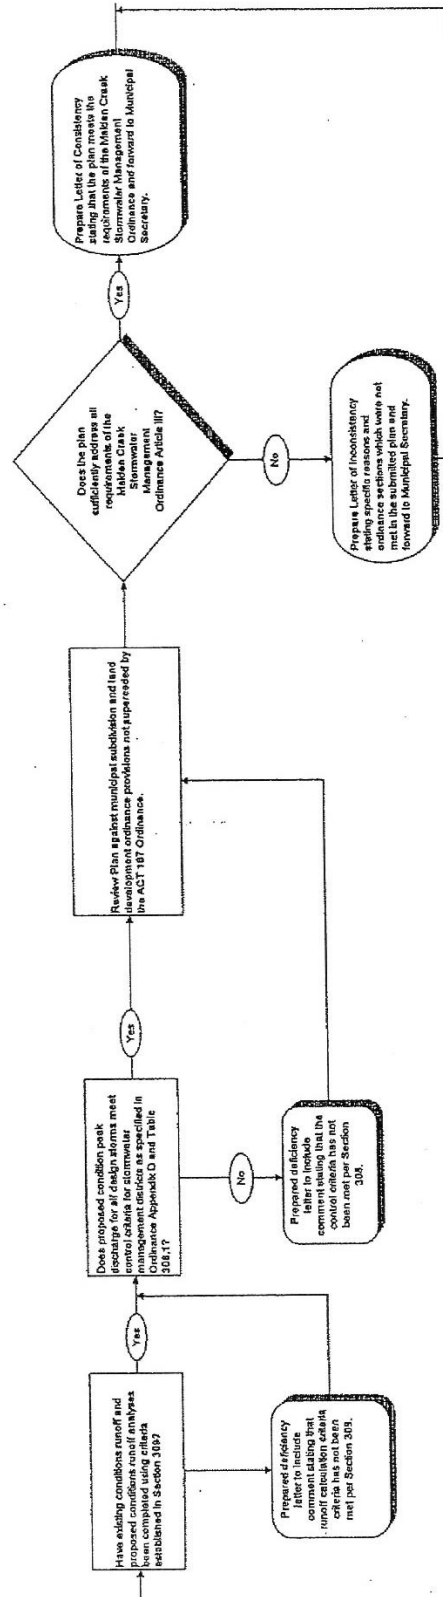 Have existing conditions runoff and
proposed conditions runoff analyses
been completed using criteria
established in Section 309?
Yes
Prepared deficiency
letter to include
comment stating that
runoff calculation criteria
criteria has not been
met per Section 309.
Does proposed condition peak
discharge for all design storms meet
control criteria for stormwater
management districts as specified in
Ordinance Appendix D and Table
308.1?
Yes
No
Prepared deficiency
letter to include
comment stating that the
control criteria has not
been met per Section
308.
Review Plan against municipal subdivision and land
development ordinance provisions not superceded by
the ACT 167 Ordinance.
Does the plan
sufficiently address all
requirements of the
Maiden Creek
Stormwater
Management
Ordinance Article III?
Yes
No
Prepare Letter of Consistency
stating that the plan meets the
requirements of the Maiden Creek
Stormwater Management
Ordinance and forward to Municipal
Secretary.
Prepare Letter of Inconsistency
stating specific reasons and
ordinance sections which were not
met in the submitted plan and
forward to Municipal Secretary.